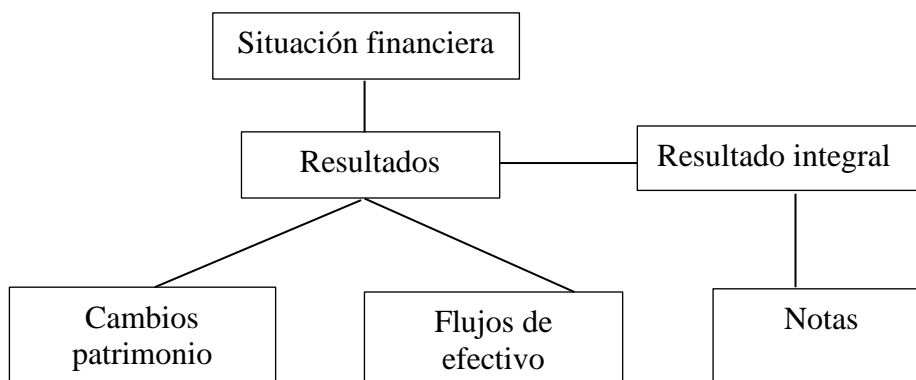 Situación financiera
Resultados
Resultado integral
Cambios
patrimonio
Flujos de
efectivo
Notas